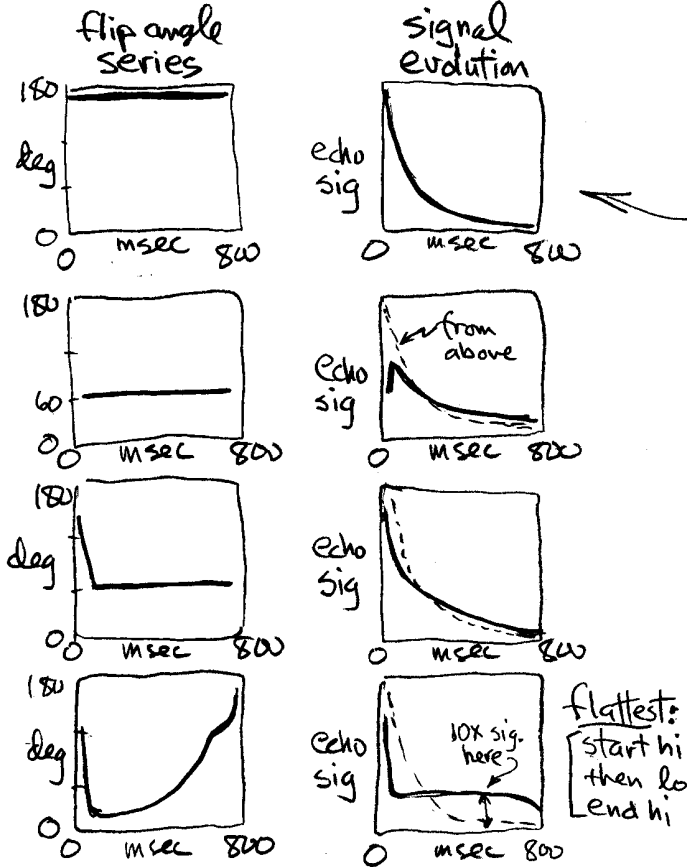 flip angle
series
signal
evolution
180
deg
0
0
msec
800
echo
sig
0
msec
800
180
60
0
0
msec
800
echo
sig
from
above
0
msec
800
180
deg
0
0
msec
800
echo
sig
0
msec
800
180
deg
0
0
msec
800
echo
sig
10x sig.
here
0
msec
800
flattest:
start hi
then lo
end hi